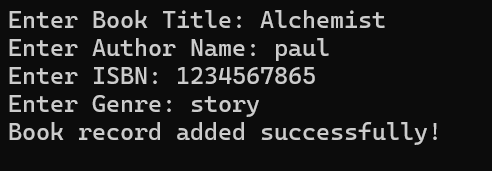 Enter Book Title: Alchemist
Enter Author Name: paul
Enter ISBN: 1234567865
Enter Genre: story
Book record added successfully!